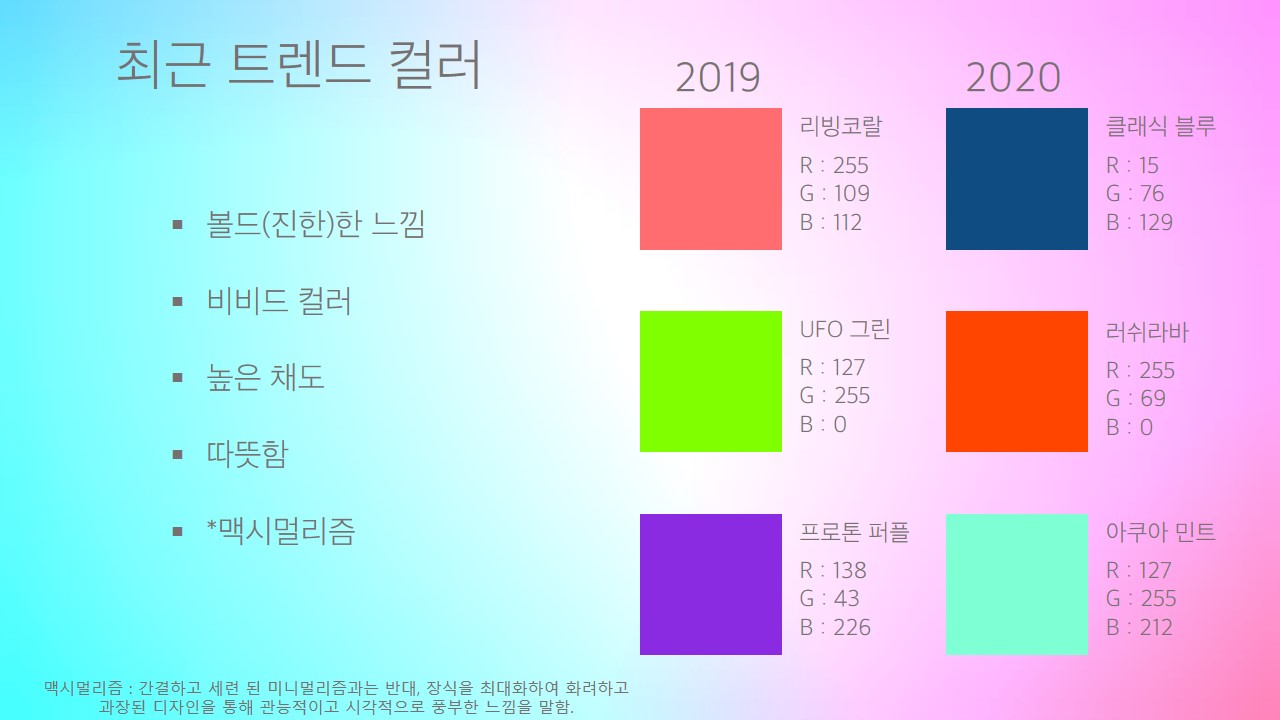 최근 트렌드 컬러
▪ 볼드(진한)한 느낌
▪ 비비드 컬러
▪ 높은 채도
▪ 따뜻함
▪ *맥시멀리즘
맥시멀리즘 : 간결하고 세련 된 미니멀리즘과는 반대, 장식을 최대화하여 화려하고
과장된 디자인을 통해 관능적이고 시각적으로 풍부한 느낌을 말함.
2019
리빙코랄
R : 255
G : 109
B : 112
UFO 그린
R : 127
G : 255
B : 0
프로톤 퍼플
R : 138
G : 43
B : 226
2020
클래식 블루
R : 15
G : 76
B : 129
러쉬라바
R : 255
G : 69
B : 0
아쿠아 민트
R : 127
G : 255
B : 212